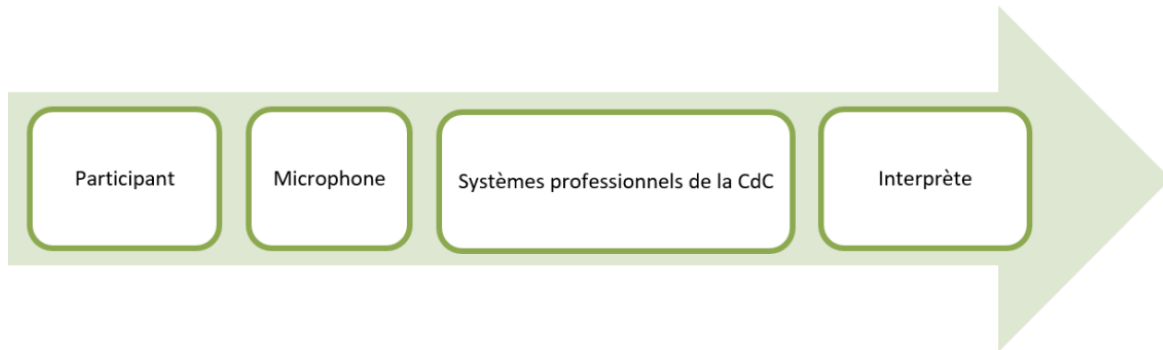 Participant
Microphone
Systèmes professionnels de la CdC
Interprète